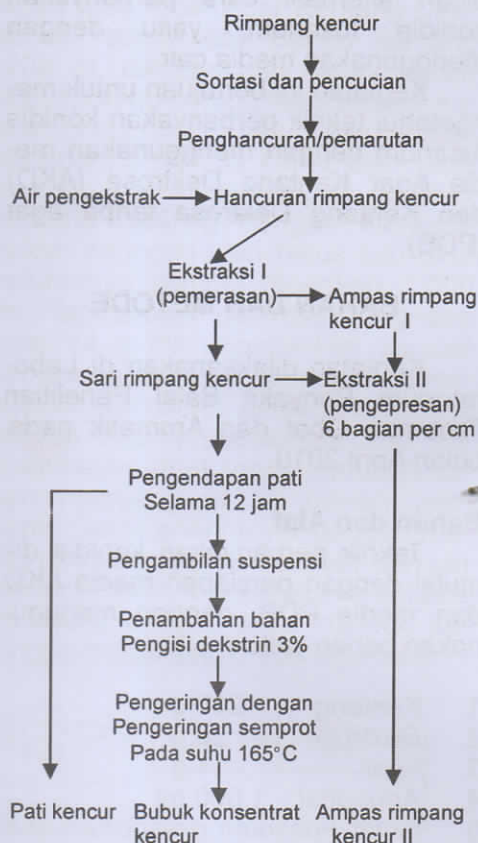 Rimpang kencur
Sortasi dan pencucian
Penghancuran/pemarutan
Air pengekstrak
Hancuran rimpang kencur
Ekstraksi I
(pemerasan)
Ampas rimpang
kencur I
Sari rimpang kencur
Ekstraksi II
(pengepresan)
6 bagian per cm
Pengendapan pati
Selama 12 jam
Pengambilan suspensi
Penambahan bahan
Pengisi dekstrin 3%
Pengeringan dengan
Pengeringan semprot
Pada suhu 165°C
Pati kencur
Bubuk konsentrat
kencur
Ampas rimpang
kencur II